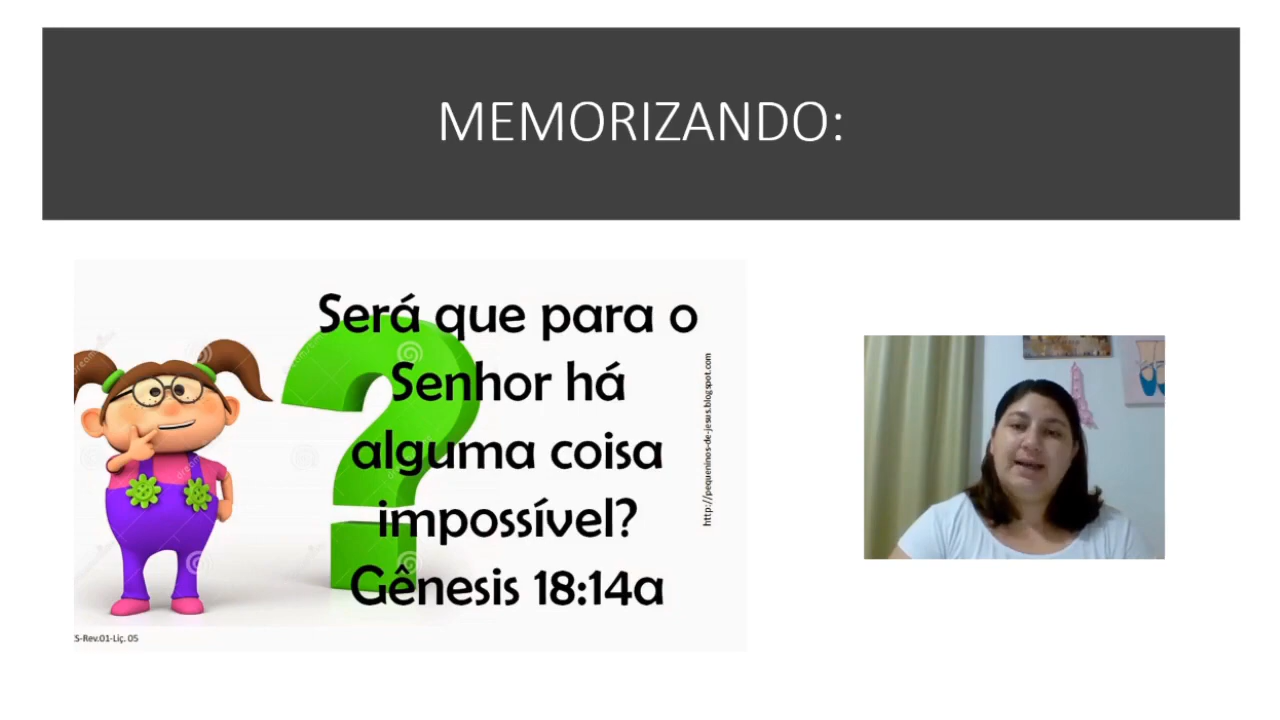 MEMORIZANDO:
Será que para o
Senhor há
alguma coisa
impossível?
Gênesis 18:14a
http://pequeninos-de-jesus.blogspot.com
S-Rev.01-Liç. 05